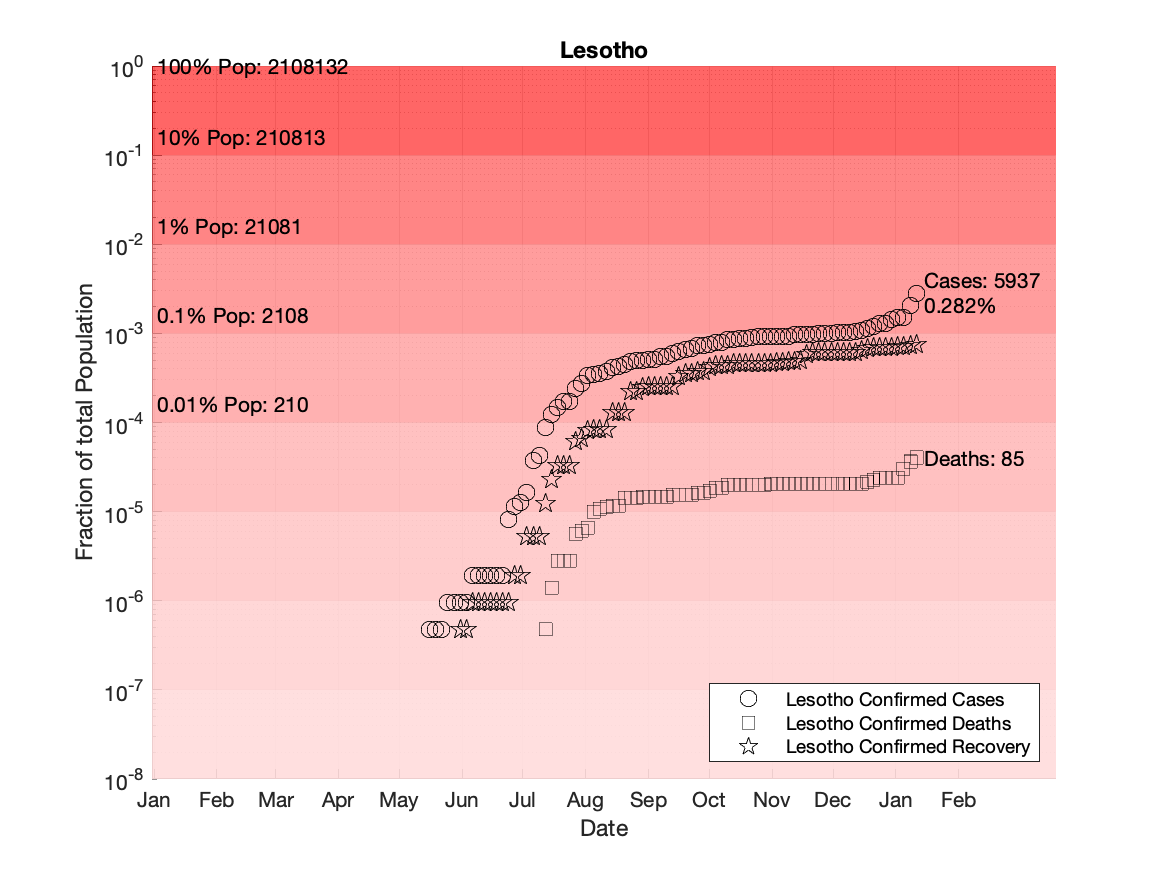 Lesotho
10^0
10^-1
10^-2
10^-3
10^-4
10^-5
10^-6
10^-7
10^-8
Fraction of total Population
100% Pop: 2108132
10% Pop: 210813
1% Pop: 21081
0.1% Pop: 2108
0.01% Pop: 210
Cases: 5937
0.282%
Deaths: 85
Lesotho Confirmed Cases
Lesotho Confirmed Deaths
Lesotho Confirmed Recovery
Jan Feb Mar Apr May Jun Jul Aug Sep Oct Nov Dec Jan Feb
Date